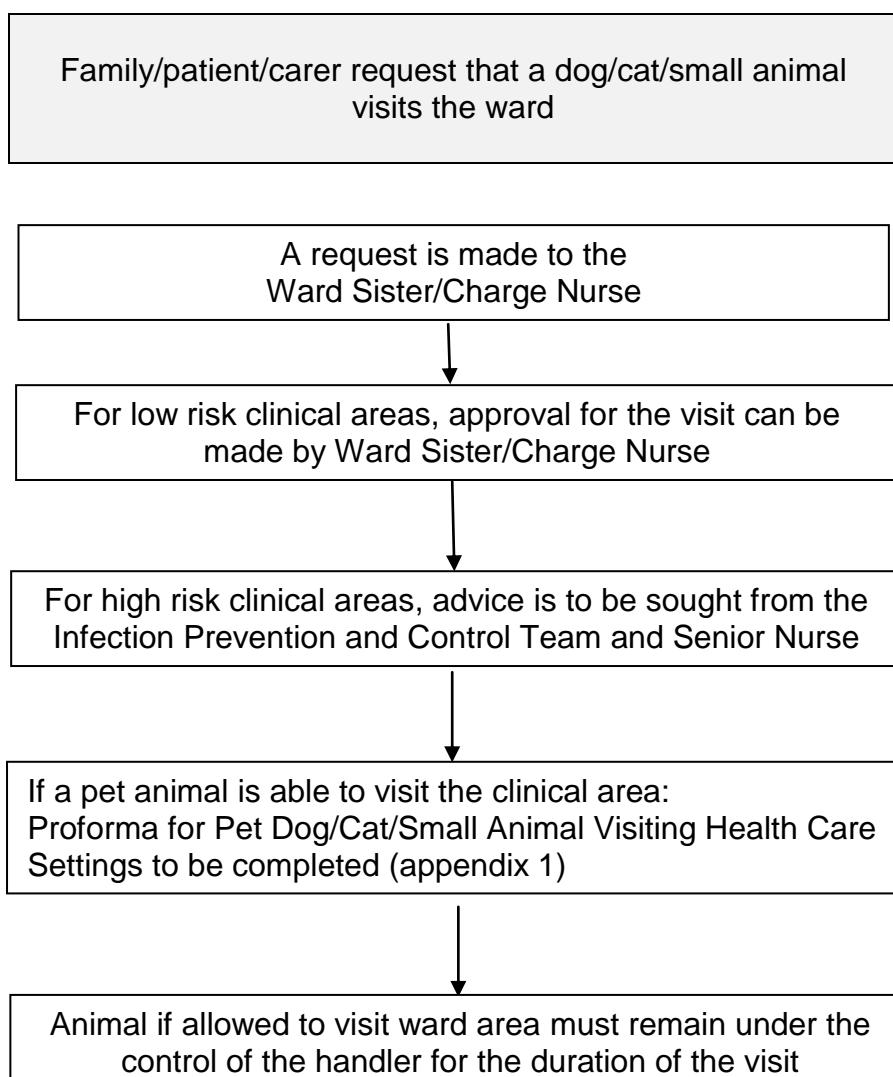 Family/patient/carer request that a dog/cat/small animal
visits the ward
A request is made to the
Ward Sister/Charge Nurse
For low risk clinical areas, approval for the visit can be
made by Ward Sister/Charge Nurse
For high risk clinical areas, advice is to be sought from the
Infection Prevention and Control Team and Senior Nurse
If a pet animal is able to visit the clinical area:
Proforma for Pet Dog/Cat/Small Animal Visiting Health Care
Settings to be completed (appendix 1)
Animal if allowed to visit ward area must remain under the
control of the handler for the duration of the visit